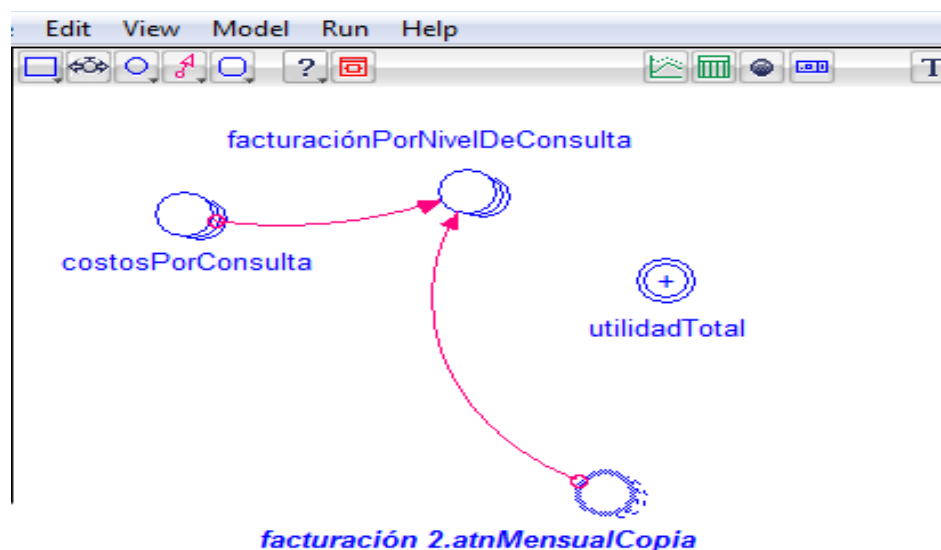 Edit View Model Run Help
?
T
facturaciónPorNivelDeConsulta
costosPorConsulta
+
utilidadTotal
facturación 2.atnMensualCopia